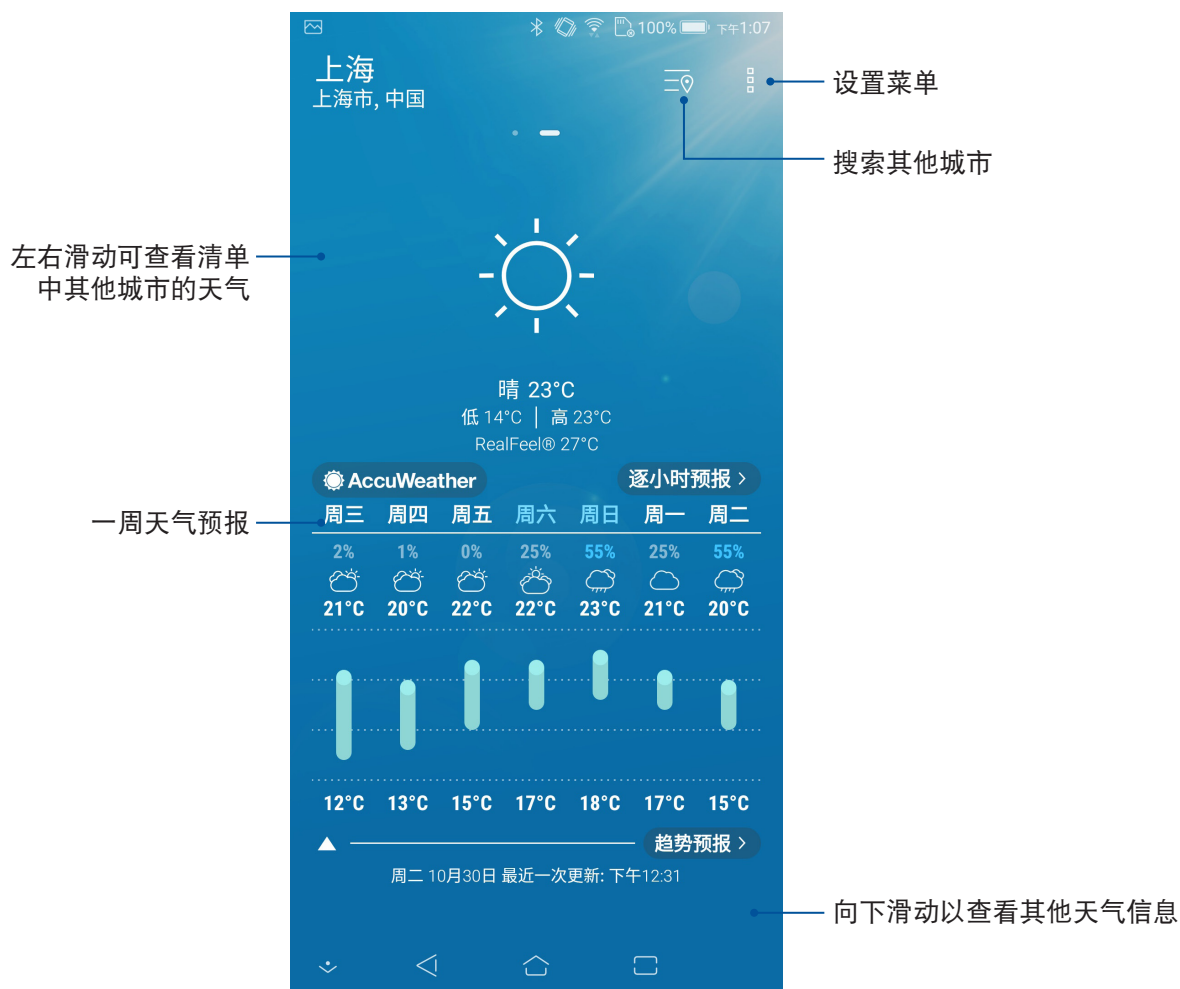 100% 下午1:07
上海
上海市, 中国
设置菜单
搜索其他城市
左右滑动可查看清单
中其他城市的天气
晴 23°C
低 14°C | 高 23°C
RealFeel® 27°C
AccuWeather 逐小时预报 >
一周天气预报
周三 周四 周五 周六 周日 周一 周二
2% 1% 0% 25% 55% 25% 55%
21°C 20°C 22°C 22°C 23°C 21°C 20°C
12°C 13°C 15°C 17°C 18°C 17°C 15°C
趋势预报 >
周二 10月30日 最近一次更新: 下午12:31
向下滑动以查看其他天气信息